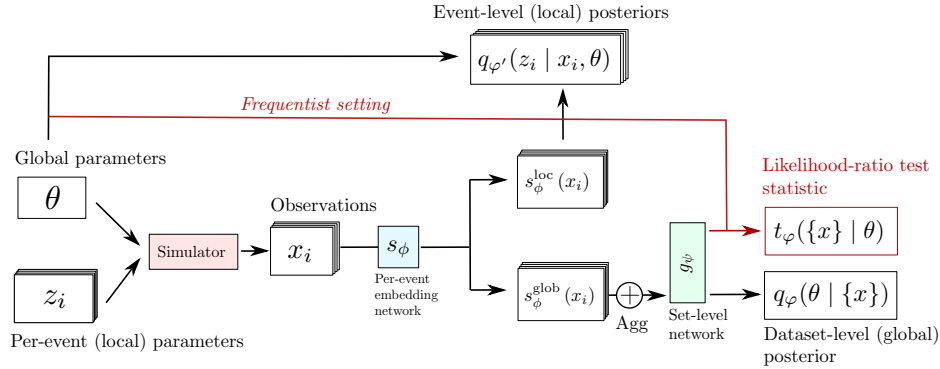 Event-level (local) posteriors
q_{φ′}(z_i | x_i, θ)
Frequentist setting
Global parameters
θ
Simulator
z_i
Per-event (local) parameters
Observations
x_i
s_ϕ
Per-event
embedding
network
s_ϕ^{loc}(x_i)
s_ϕ^{glob}(x_i)
Agg
g_ψ
Set-level
network
Likelihood-ratio test
statistic
t_φ({x} | θ)
q_φ(θ | {x})
Dataset-level (global)
posterior